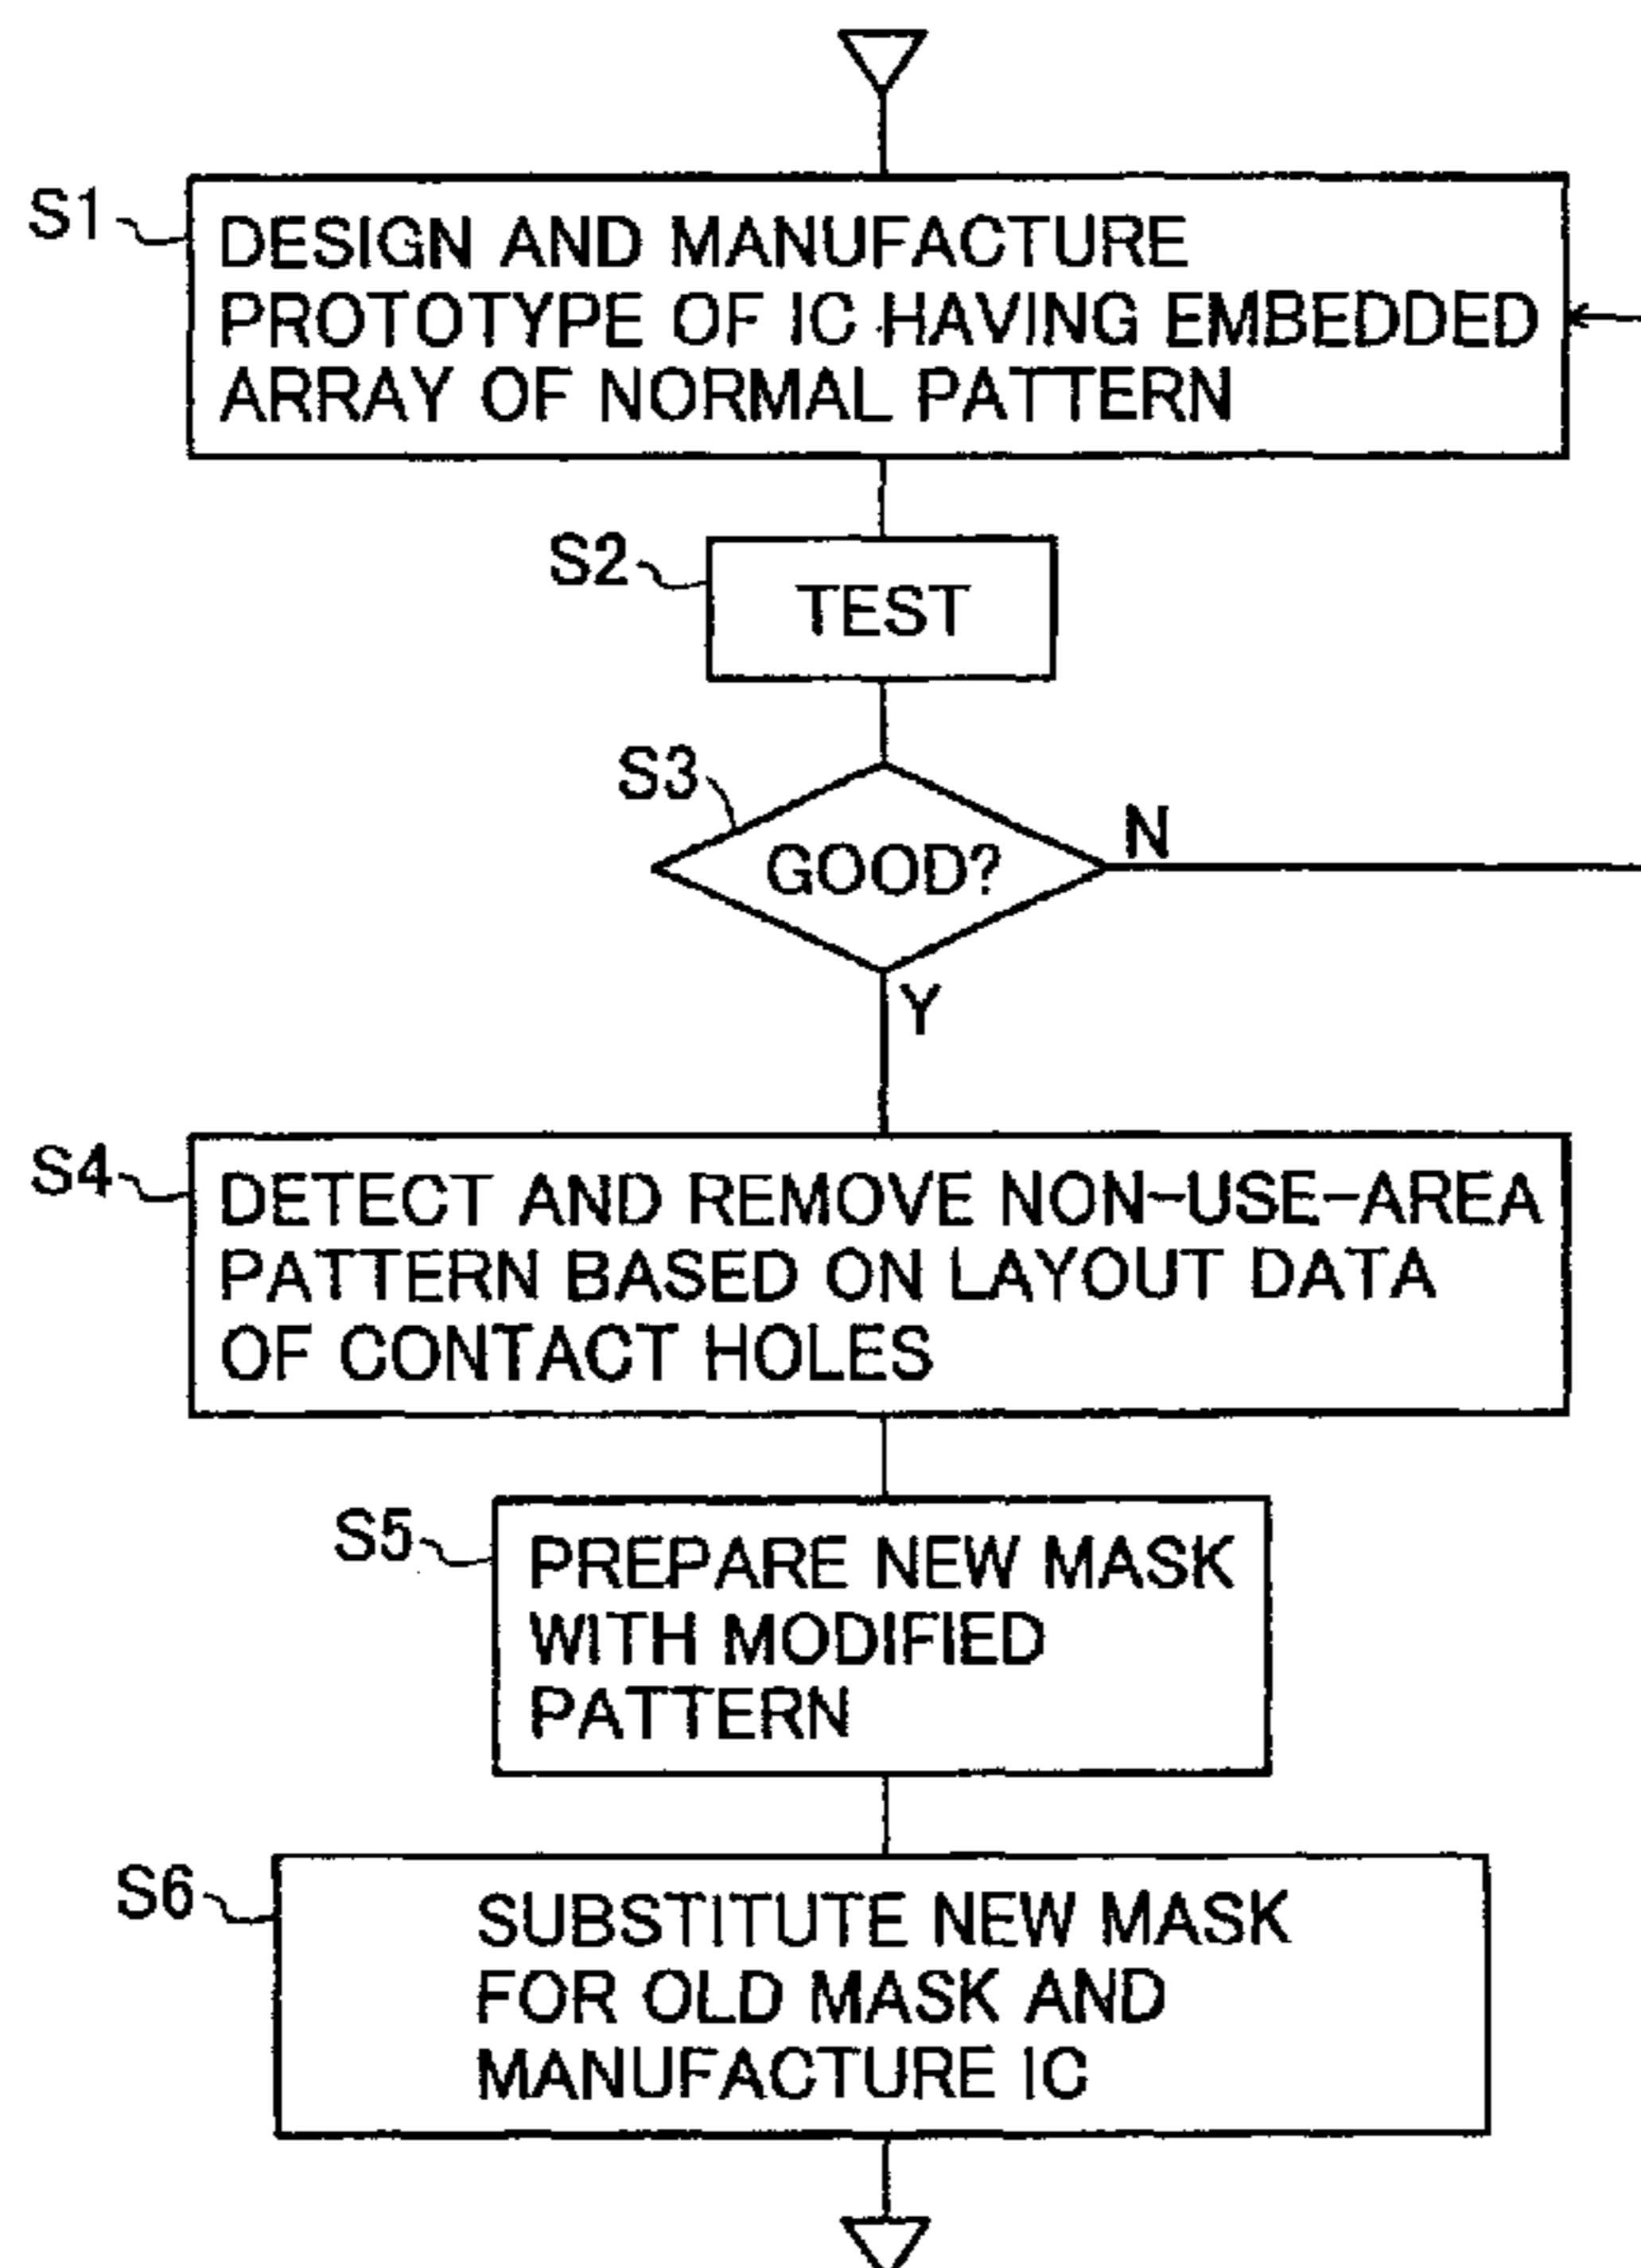 S1
DESIGN AND MANUFACTURE
PROTOTYPE OF IC HAVING EMBEDDED
ARRAY OF NORMAL PATTERN
S2
TEST
S3
GOOD?
N
Y
S4
DETECT AND REMOVE NON-USE-AREA
PATTERN BASED ON LAYOUT DATA
OF CONTACT HOLES
S5
PREPARE NEW MASK
WITH MODIFIED
PATTERN
S6
SUBSTITUTE NEW MASK
FOR OLD MASK AND
MANUFACTURE IC